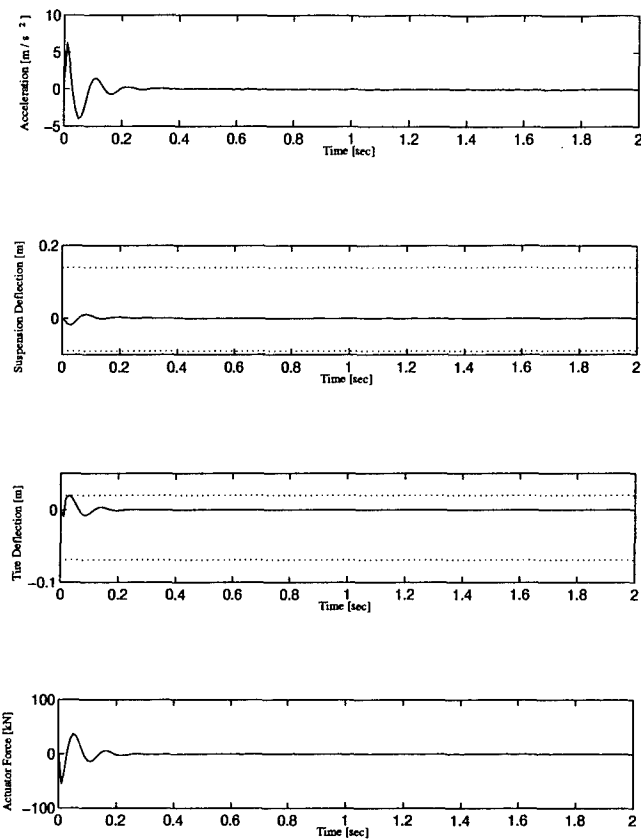 Acceleration [m / s 2 ]
10
5
0
−5
0 0.2 0.4 0.6 0.8 1 1.2 1.4 1.6 1.8 2
Time [sec]
Suspension Deflection [m]
0.2
0
0 0.2 0.4 0.6 0.8 1 1.2 1.4 1.6 1.8 2
Time [sec]
Tire Deflection [m]
0
−0.1
0 0.2 0.4 0.6 0.8 1 1.2 1.4 1.6 1.8 2
Time [sec]
Actuator Force [kN]
100
0
−100
0 0.2 0.4 0.6 0.8 1 1.2 1.4 1.6 1.8 2
Time [sec]